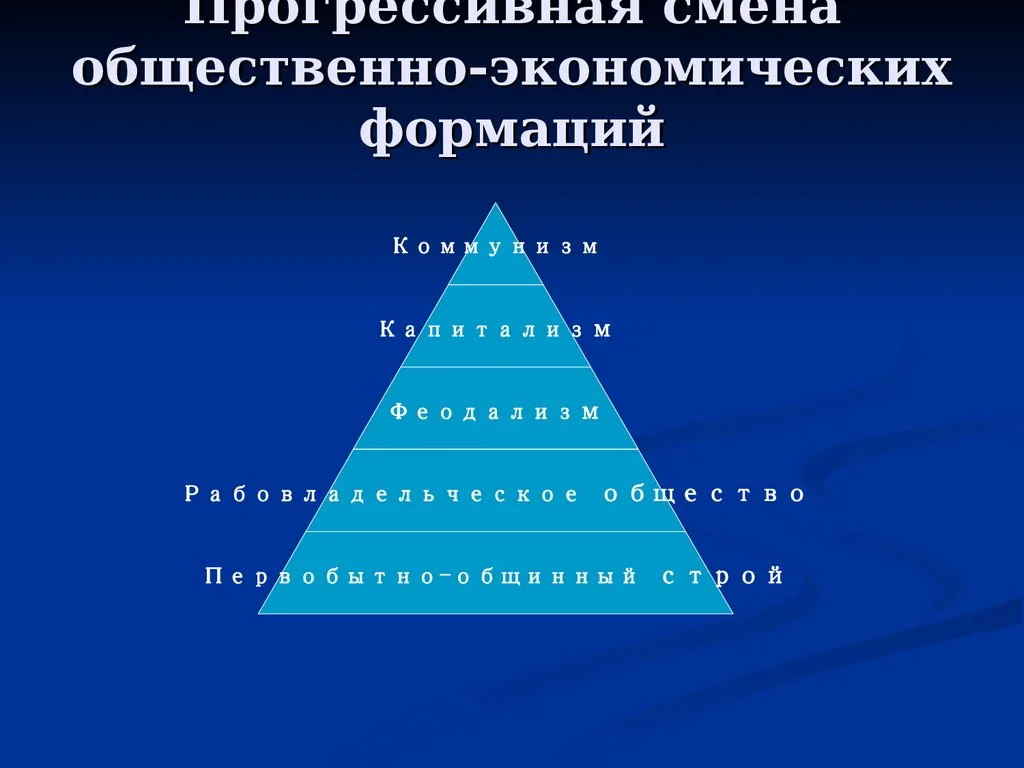 Прогрессивная смена
общественно-экономических
формаций
Коммунизм
Капитализм
Феодализм
Рабовладельческое общество
Первобытно-общинный строй